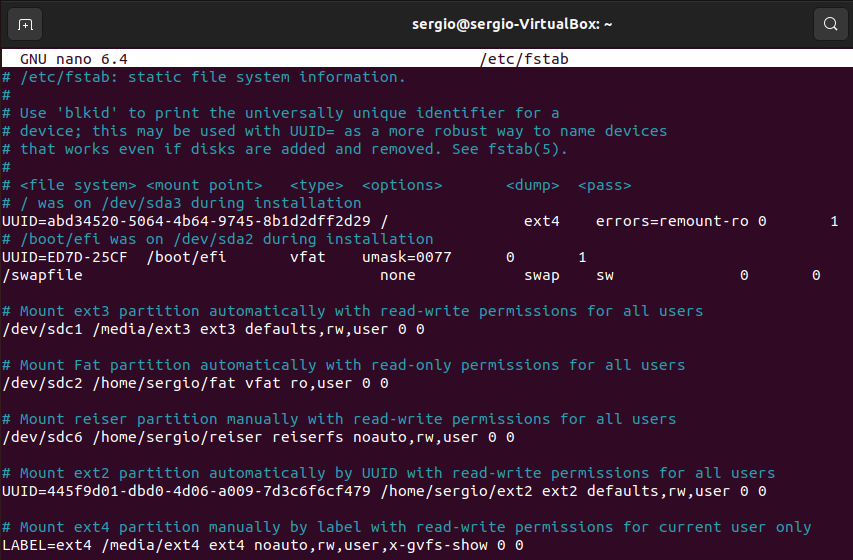 sergio@sergio-VirtualBox: ~
GNU nano 6.4 /etc/fstab
# /etc/fstab: static file system information.
#
# Use 'blkid' to print the universally unique identifier for a
# device; this may be used with UUID= as a more robust way to name devices
# that works even if disks are added and removed. See fstab(5).
#
# <file system> <mount point>   <type>  <options>       <dump>  <pass>
# / was on /dev/sda3 during installation
UUID=abd34520-5064-4b64-9745-8b1d2dff2d29 /               ext4    errors=remount-ro 0       1
# /boot/efi was on /dev/sda2 during installation
UUID=ED7D-25CF  /boot/efi       vfat    umask=0077      0       1
/swapfile                                 none            swap    sw              0       0
# Mount ext3 partition automatically with read-write permissions for all users
/dev/sdc1 /media/ext3 ext3 defaults,rw,user 0 0
# Mount Fat partition automatically with read-only permissions for all users
/dev/sdc2 /home/sergio/fat vfat ro,user 0 0
# Mount reiser partition manually with read-write permissions for all users
/dev/sdc6 /home/sergio/reiser reiserfs noauto,rw,user 0 0
# Mount ext2 partition automatically by UUID with read-write permissions for all users
UUID=445f9d01-dbd0-4d06-a009-7d3c6f6cf479 /home/sergio/ext2 ext2 defaults,rw,user 0 0
# Mount ext4 partition manually by label with read-write permissions for current user only
LABEL=ext4 /media/ext4 ext4 noauto,rw,user,x-gvfs-show 0 0